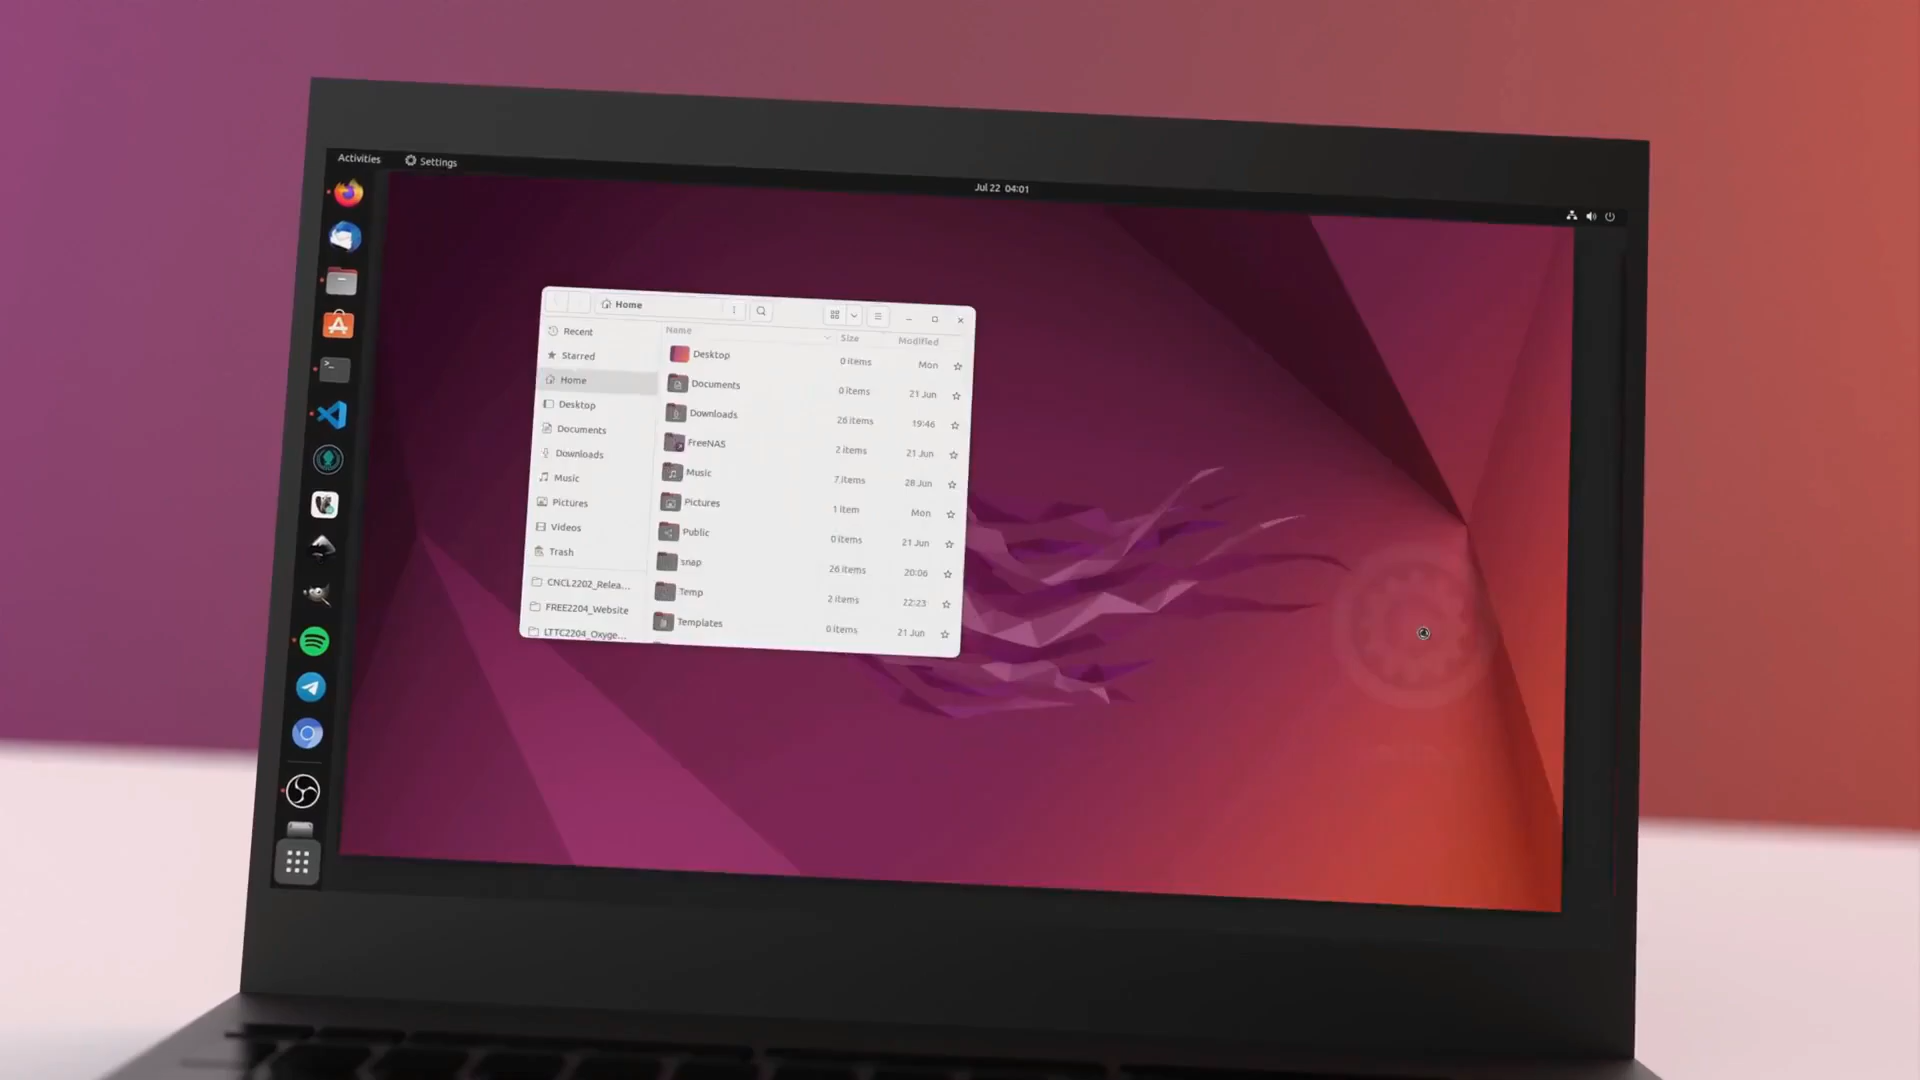 Activities Settings
Jul 22 04:01
Home
Name Size Modified
Recent
Starred
Home
Desktop
Documents
Downloads
Music
Pictures
Videos
Trash
CNCL2202_Relea...
FREE2204_Website
LTTC2204_Oxyge...
Desktop 0 items Mon
Documents 0 items 21 Jun
Downloads 26 items 19:46
FreeNAS 2 items 21 Jun
Music 7 items 28 Jun
Pictures 1 item Mon
Public 0 items 21 Jun
snap 26 items 20:06
Temp 2 items 22:23
Templates 0 items 21 Jun